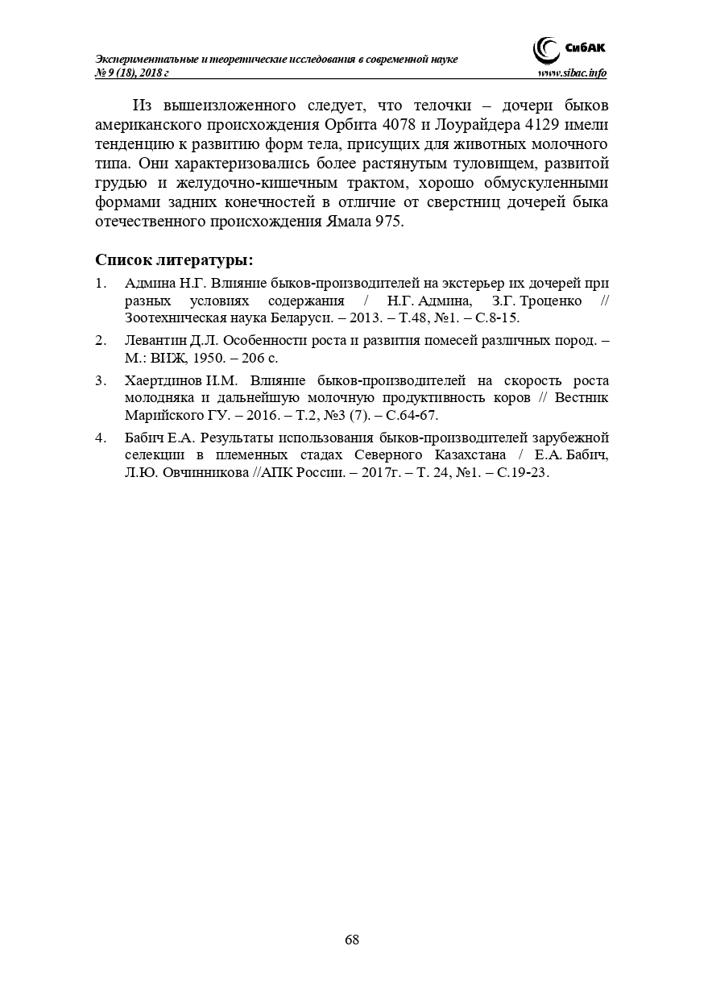 СибАК
Экспериментальные и теоретические исследования в современной науке
№ 9 (18), 2018 г www.sibac.info
Из вышеизложенного следует, что телочки – дочери быков
американского происхождения Орбита 4078 и Лоурайдера 4129 имели
тенденцию к развитию форм тела, присущих для животных молочного
типа. Они характеризовались более растянутым туловищем, развитой
грудью и желудочно-кишечным трактом, хорошо обмускуленными
формами задних конечностей в отличие от сверстниц дочерей быка
отечественного происхождения Ямала 975.
Список литературы:
1. Админа Н.Г. Влияние быков-производителей на экстерьер их дочерей при
разных условиях содержания / Н.Г. Админа, З.Г. Троценко //
Зоотехническая наука Беларуси. – 2013. – Т.48, №1. – С.8-15.
2. Левантин Д.Л. Особенности роста и развития помесей различных пород. –
М.: ВИЖ, 1950. – 206 с.
3. Хаертдинов И.М. Влияние быков-производителей на скорость роста
молодняка и дальнейшую молочную продуктивность коров // Вестник
Марийского ГУ. – 2016. – Т.2, №3 (7). – С.64-67.
4. Бабич Е.А. Результаты использования быков-производителей зарубежной
селекции в племенных стадах Северного Казахстана / Е.А. Бабич,
Л.Ю. Овчинникова //АПК России. – 2017г. – Т. 24, №1. – С.19-23.
68